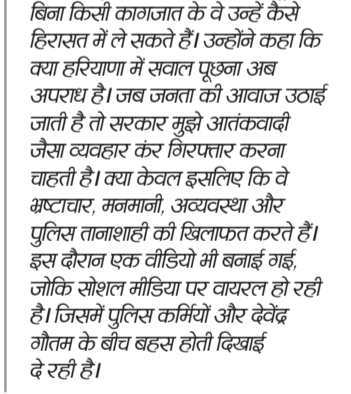 बिना किसी कागजात के वे उन्हें कैसे
हिरासत में ले सकते हैं। उन्होंने कहा कि
क्या हरियाणा में सवाल पूछना अब
अपराध है। जब जनता की आवाज उठाई
जाती है तो सरकार मुझे आतंकवादी
जैसा व्यवहार कंर गिरफ्तार करना
चाहती है। क्या केवल इसलिए कि वे
भ्रष्टाचार, मनमानी, अव्यवस्था और
पुलिस तानाशाही की खिलाफत करते हैं।
इस दौरान एक वीडियो भी बनाई गई,
जोकि सोशल मीडिया पर वायरल हो रही
है। जिसमें पुलिस कर्मियों और देवेंद्र
गौतम के बीच बहस होती दिखाई
दे रही है।